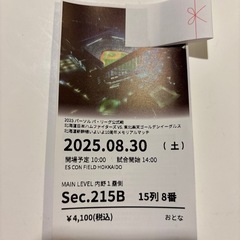 2025 パーソル パ・リーグ公式戦
北海道日本ハムファイターズ VS. 東北楽天ゴールデンイーグルス
2025.08.30 (土)
開場予定 10:00 試合開始 14:00
ES CON FIELD HOKKAIDO
MAIN LEVEL 内野1塁側
Sec.215B 15列 8番
¥4,100(税込) おとな